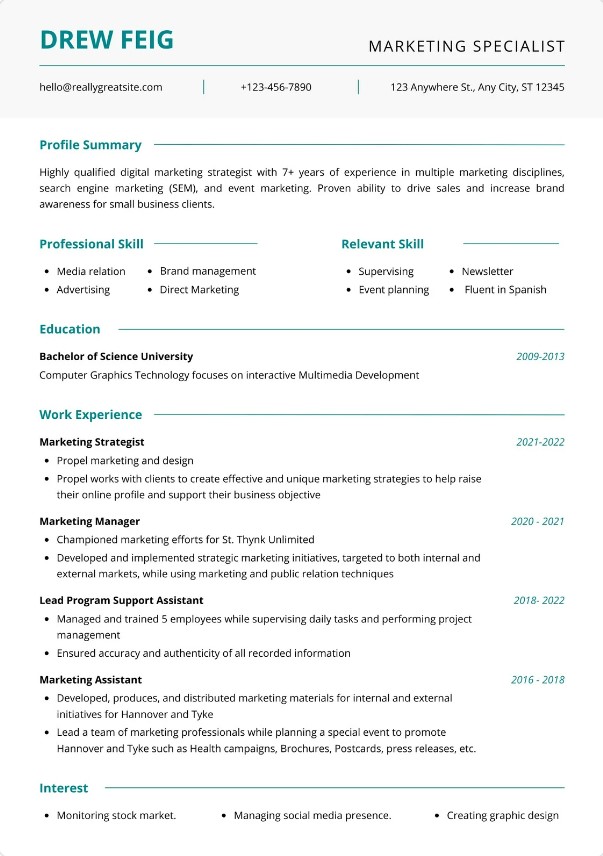 DREW FEIG
MARKETING SPECIALIST
hello@reallygreatsite.com
+123-456-7890
123 Anywhere St., Any City, ST 12345
Profile Summary
Highly qualified digital marketing strategist with 7+ years of experience in multiple marketing disciplines,
search engine marketing (SEM), and event marketing. Proven ability to drive sales and increase brand
awareness for small business clients.
Professional Skill
• Media relation
• Brand management
• Advertising
• Direct Marketing
Relevant Skill
• Supervising
• Newsletter
• Event planning
• Fluent in Spanish
Education
Bachelor of Science University 2009-2013
Computer Graphics Technology focuses on interactive Multimedia Development
Work Experience
Marketing Strategist 2021-2022
• Propel marketing and design
• Propel works with clients to create effective and unique marketing strategies to help raise
their online profile and support their business objective
Marketing Manager 2020 - 2021
• Championed marketing efforts for St. Thynk Unlimited
• Developed and implemented strategic marketing initiatives, targeted to both internal and
external markets, while using marketing and public relation techniques
Lead Program Support Assistant 2018- 2022
• Managed and trained 5 employees while supervising daily tasks and performing project
management
• Ensured accuracy and authenticity of all recorded information
Marketing Assistant 2016 - 2018
• Developed, produces, and distributed marketing materials for internal and external
initiatives for Hannover and Tyke
• Lead a team of marketing professionals while planning a special event to promote
Hannover and Tyke such as Health campaigns, Brochures, Postcards, press releases, etc.
Interest
• Monitoring stock market.
• Managing social media presence.
• Creating graphic design